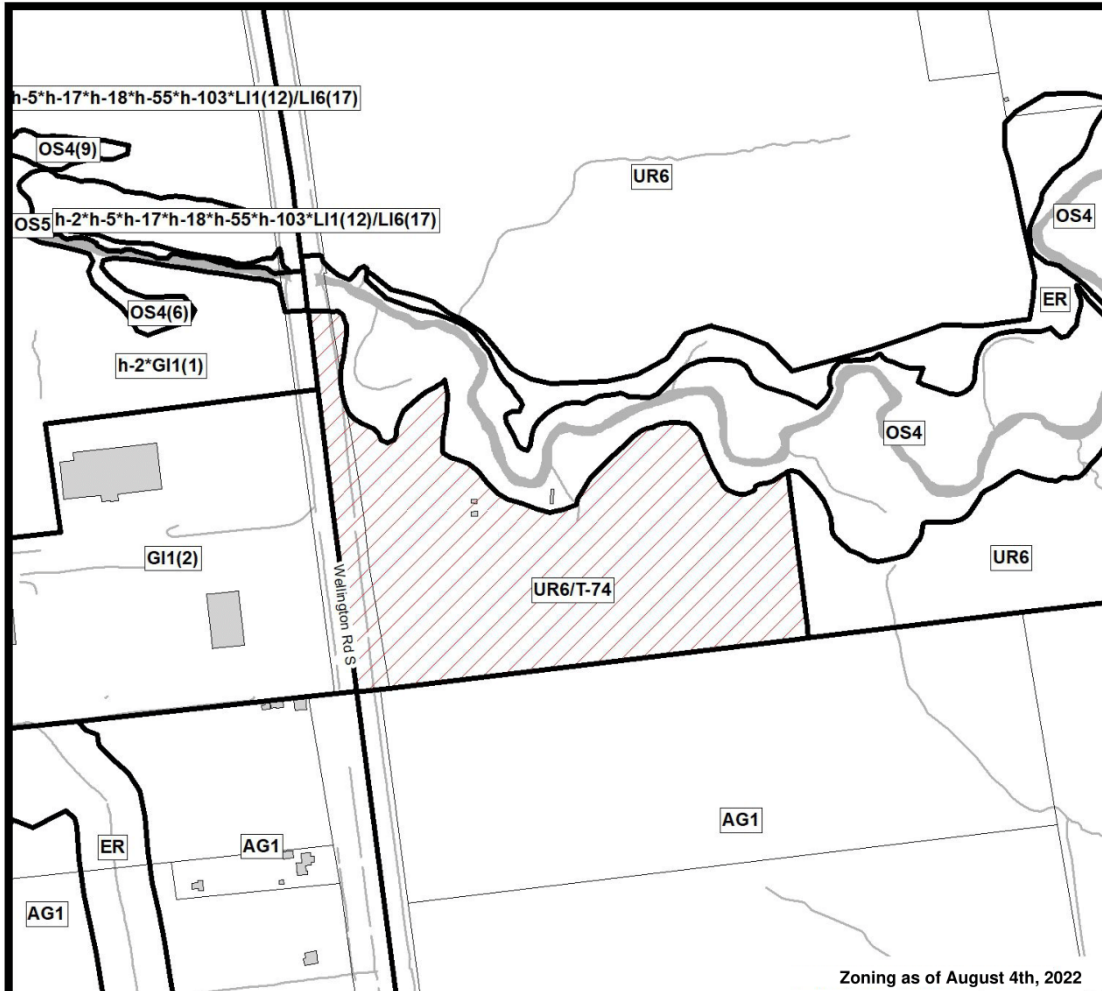 h-5*h-17*h-18*h-55*h-103*LI1(12)/LI6(17)
OS4(9)
UR6
OS4
OS5
h-2*h-5*h-17*h-18*h-55*h-103*LI1(12)/LI6(17)
ER
OS4(6)
h-2*GI1(1)
OS4
GI1(2)
UR6
Wellington Rd S
UR6/T-74
AG1
ER
AG1
AG1
Zoning as of August 4th, 2022